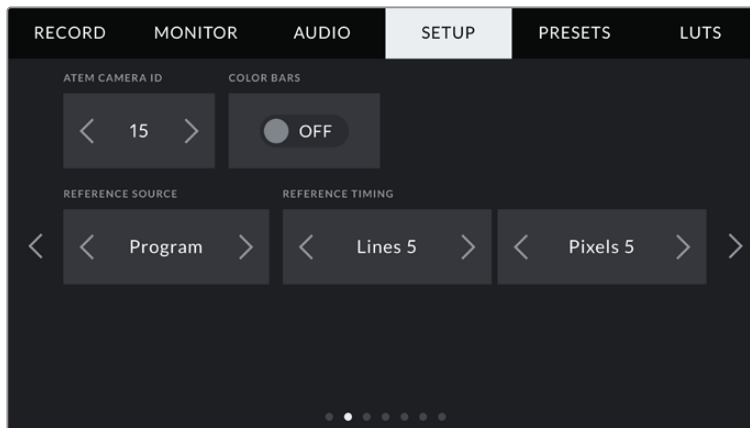 RECORD MONITOR AUDIO SETUP PRESETS LUTS
ATEM CAMERA ID COLOR BARS
15 OFF
REFERENCE SOURCE REFERENCE TIMING
Program Lines 5 Pixels 5